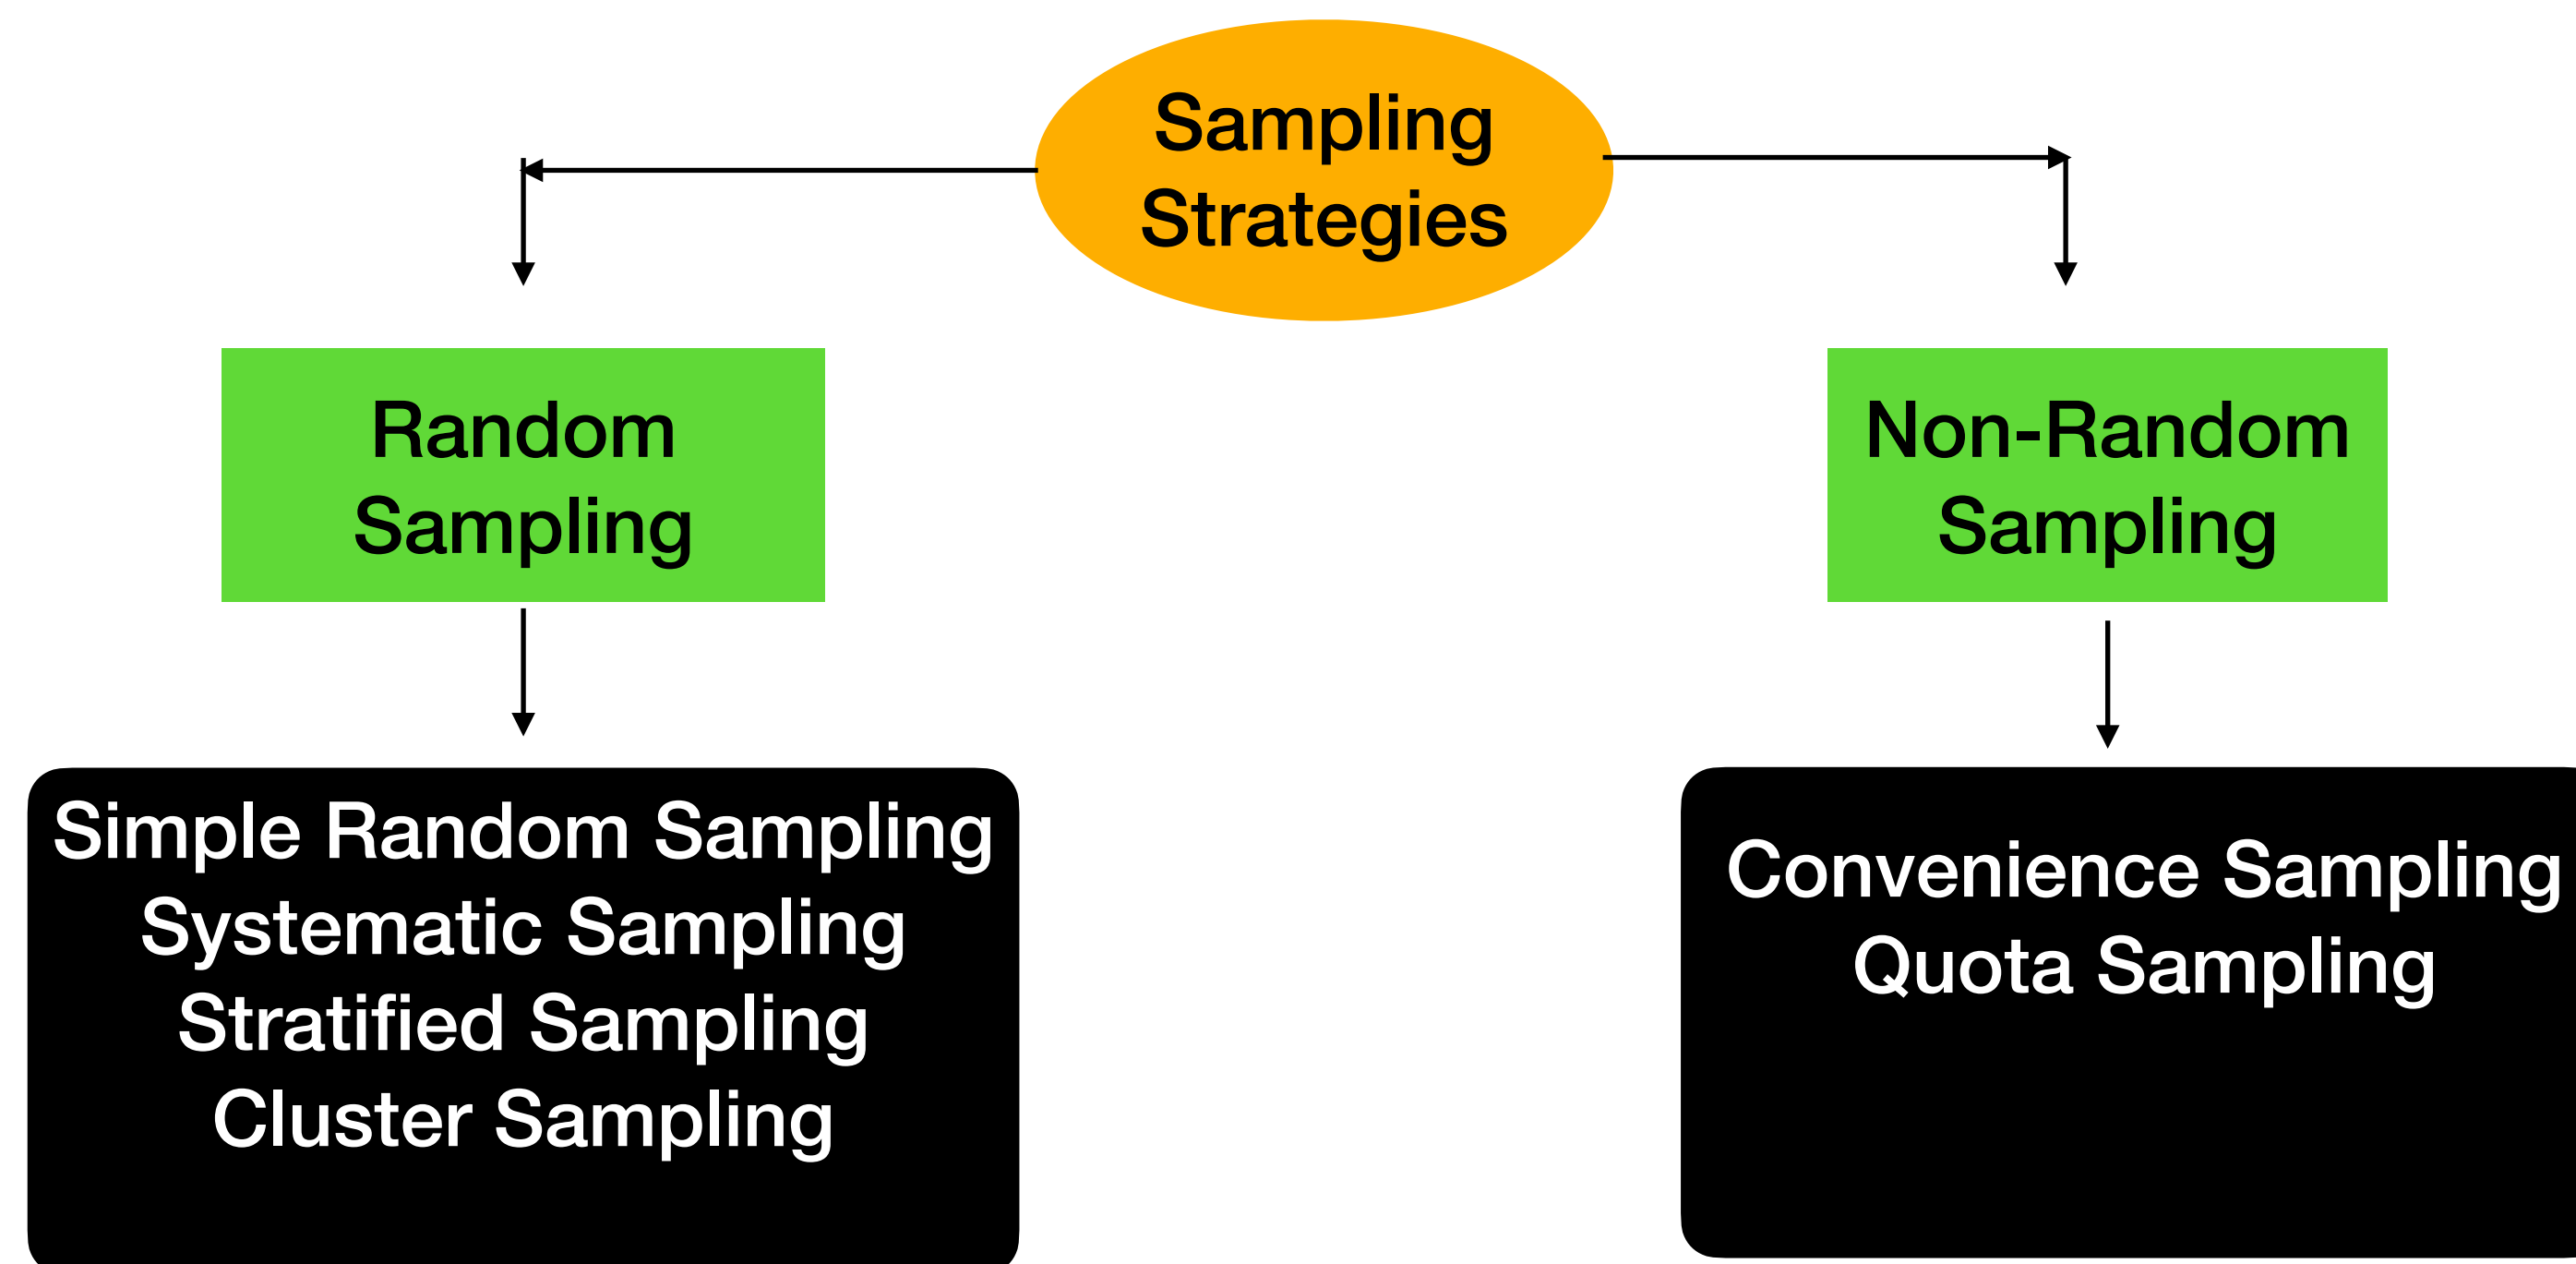 Sampling
Strategies
Random
Sampling
Non-Random
Sampling
Simple Random Sampling
Systematic Sampling
Stratified Sampling
Cluster Sampling
Convenience Sampling
Quota Sampling